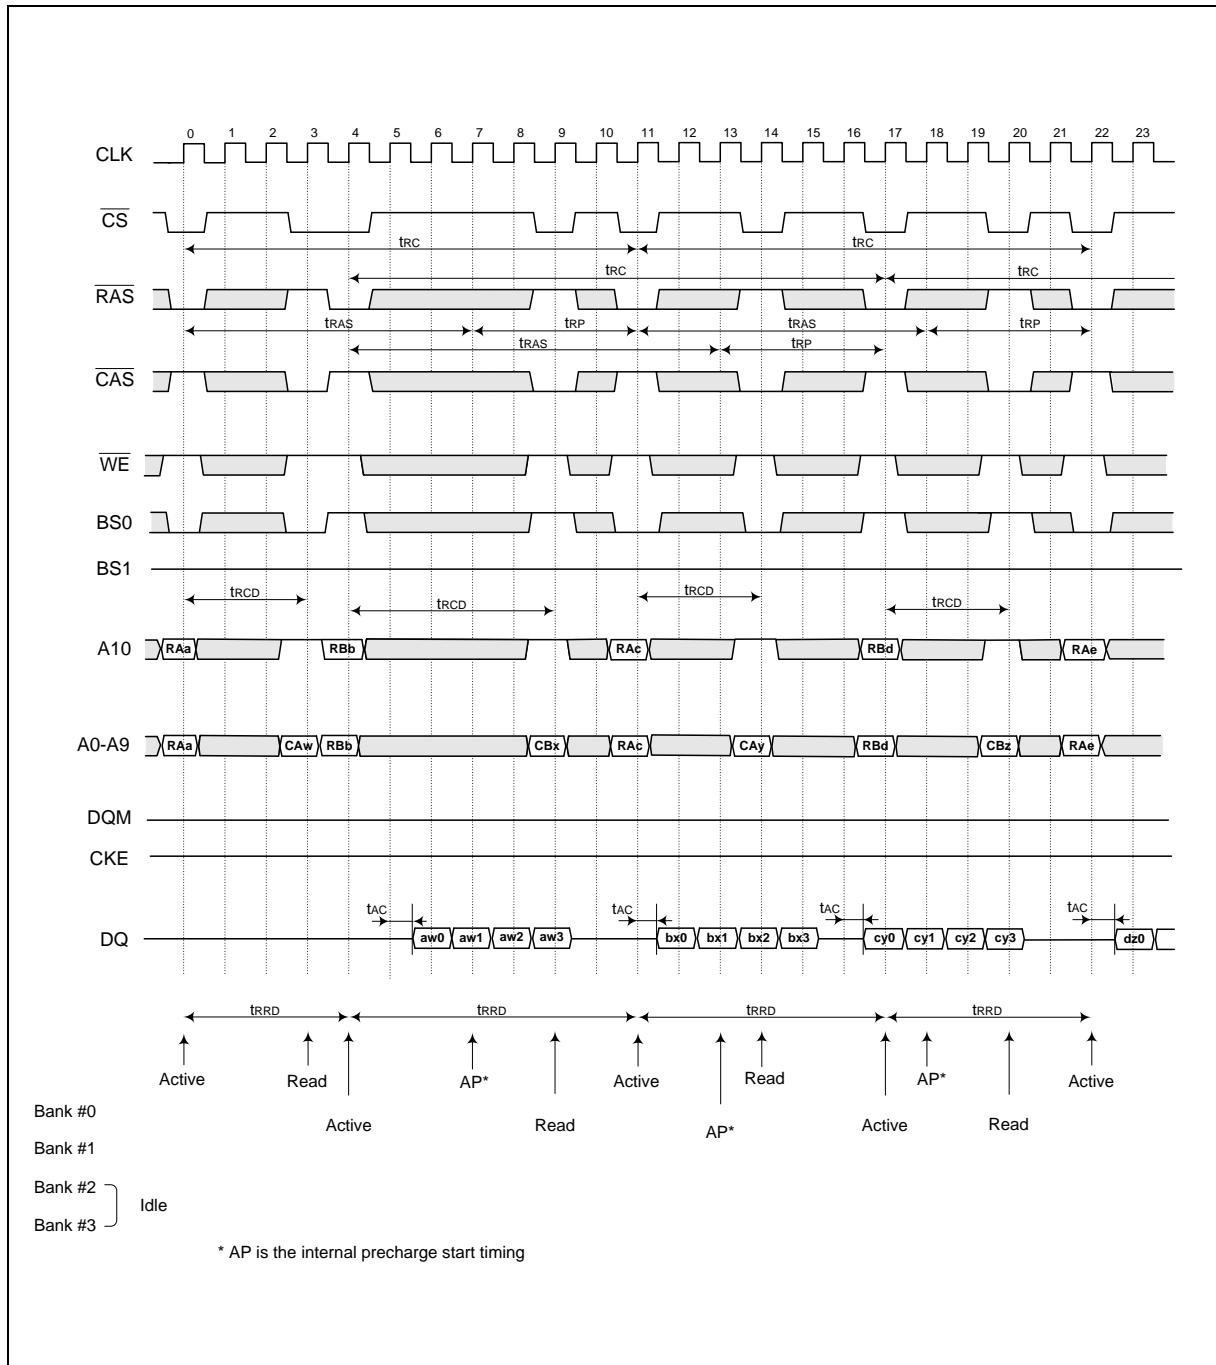 0 1 2 3 4 5 6 7 8 9 10 11 12 13 14 15 16 17 18 19 20 21 22 23
CLK
CS
tRC tRC
tRC tRC
RAS
tRAS tRP tRAS tRP
tRAS tRP
CAS
WE
BS0
BS1
tRCD tRCD tRCD tRCD
A10 RAa RBb RAc RBd RAe
A0-A9 RAa CAw RBb CBx RAc CAy RBd CBz RAe
DQM
CKE
tAC tAC tAC tAC
DQ aw0 aw1 aw2 aw3 bx0 bx1 bx2 bx3 cy0 cy1 cy2 cy3 dz0
tRRD tRRD tRRD tRRD
Active Read AP* Active Read AP* Active
Bank #0
Active Read AP* Active Read
Bank #1
Bank #2
Idle
Bank #3
* AP is the internal precharge start timing